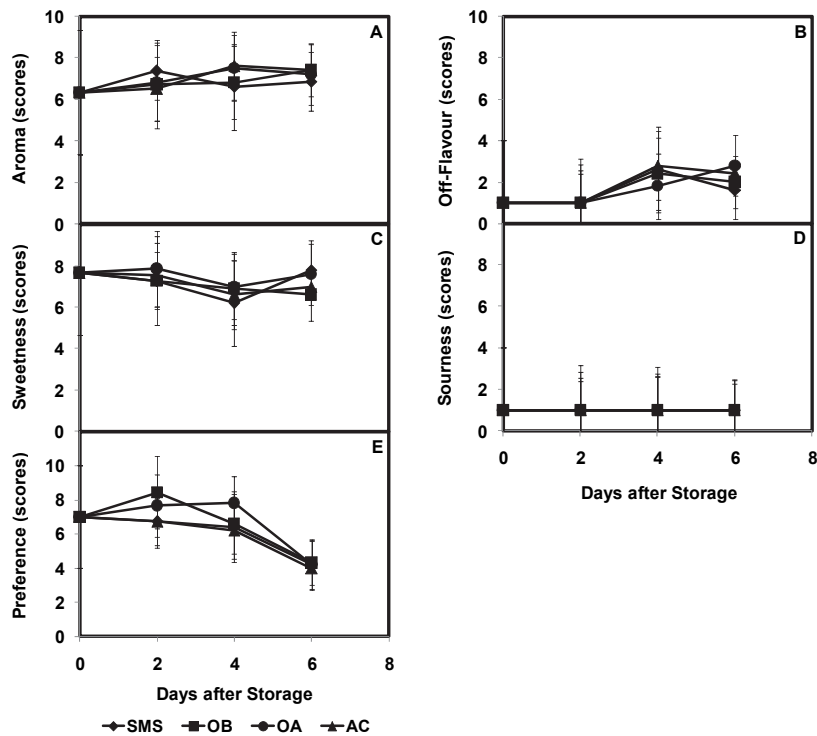 A
10
8
6
4
2
0
Aroma (scores)
B
10
8
6
4
2
0
Off-Flavour (scores)
C
8
6
4
2
0
Sweetness (scores)
D
8
6
4
2
0
Sourness (scores)
0 2 4 6 8
Days after Storage
E
10
8
6
4
2
0
Preference (scores)
0 2 4 6 8
Days after Storage
SMS OB OA AC